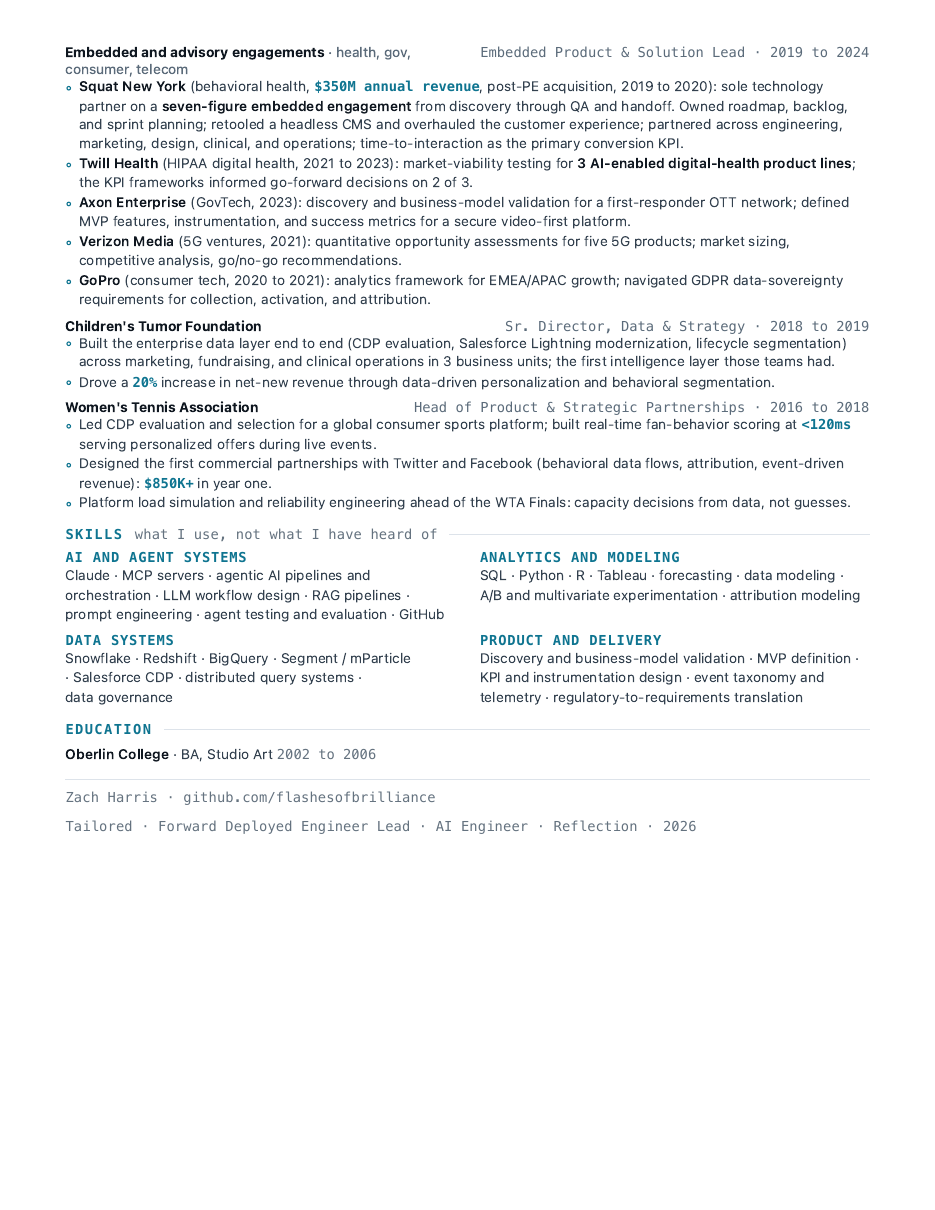 Embedded and advisory engagements · health, gov, consumer, telecom
Embedded Product & Solution Lead · 2019 to 2024
Squat New York (behavioral health, $350M annual revenue, post-PE acquisition, 2019 to 2020): sole technology
partner on a seven-figure embedded engagement from discovery through QA and handoff. Owned roadmap, backlog,
and sprint planning; retooled a headless CMS and overhauled the customer experience; partnered across engineering,
marketing, design, clinical, and operations; time-to-interaction as the primary conversion KPI.
Twill Health (HIPAA digital health, 2021 to 2023): market-viability testing for 3 AI-enabled digital-health product lines;
the KPI frameworks informed go-forward decisions on 2 of 3.
Axon Enterprise (GovTech, 2023): discovery and business-model validation for a first-responder OTT network; defined
MVP features, instrumentation, and success metrics for a secure video-first platform.
Verizon Media (5G ventures, 2021): quantitative opportunity assessments for five 5G products; market sizing,
competitive analysis, go/no-go recommendations.
GoPro (consumer tech, 2020 to 2021): analytics framework for EMEA/APAC growth; navigated GDPR data-sovereignty
requirements for collection, activation, and attribution.
Children's Tumor Foundation
Sr. Director, Data & Strategy · 2018 to 2019
Built the enterprise data layer end to end (CDP evaluation, Salesforce Lightning modernization, lifecycle segmentation)
across marketing, fundraising, and clinical operations in 3 business units; the first intelligence layer those teams had.
Drove a 20% increase in net-new revenue through data-driven personalization and behavioral segmentation.
Women's Tennis Association
Head of Product & Strategic Partnerships · 2016 to 2018
Led CDP evaluation and selection for a global consumer sports platform; built real-time fan-behavior scoring at <120ms
serving personalized offers during live events.
Designed the first commercial partnerships with Twitter and Facebook (behavioral data flows, attribution, event-driven
revenue): $850K+ in year one.
Platform load simulation and reliability engineering ahead of the WTA Finals: capacity decisions from data, not guesses.
SKILLS what I use, not what I have heard of
AI AND AGENT SYSTEMS
Claude · MCP servers · agentic AI pipelines and
orchestration · LLM workflow design · RAG pipelines ·
prompt engineering · agent testing and evaluation · GitHub
ANALYTICS AND MODELING
SQL · Python · R · Tableau · forecasting · data modeling ·
A/B and multivariate experimentation · attribution modeling
DATA SYSTEMS
Snowflake · Redshift · BigQuery · Segment / mParticle
· Salesforce CDP · distributed query systems ·
data governance
PRODUCT AND DELIVERY
Discovery and business-model validation · MVP definition ·
KPI and instrumentation design · event taxonomy and
telemetry · regulatory-to-requirements translation
EDUCATION
Oberlin College · BA, Studio Art 2002 to 2006
Zach Harris · github.com/flashesofbrilliance
Tailored · Forward Deployed Engineer Lead · AI Engineer · Reflection · 2026